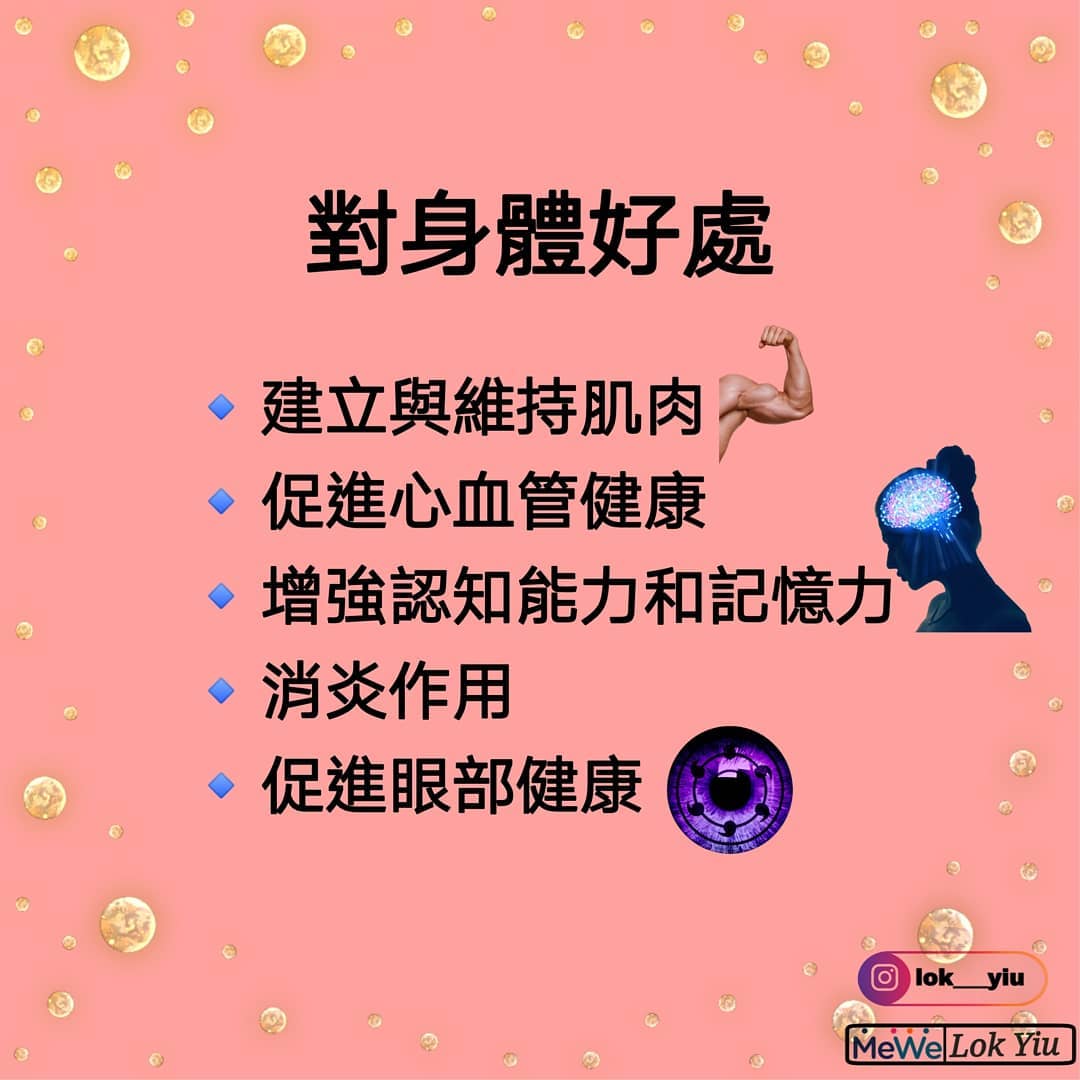 對身體好處
建立與維持肌肉
促進心血管健康
增強認知能力和記憶力
消炎作用
促進眼部健康
lok___yiu
MeWe Lok Yiu